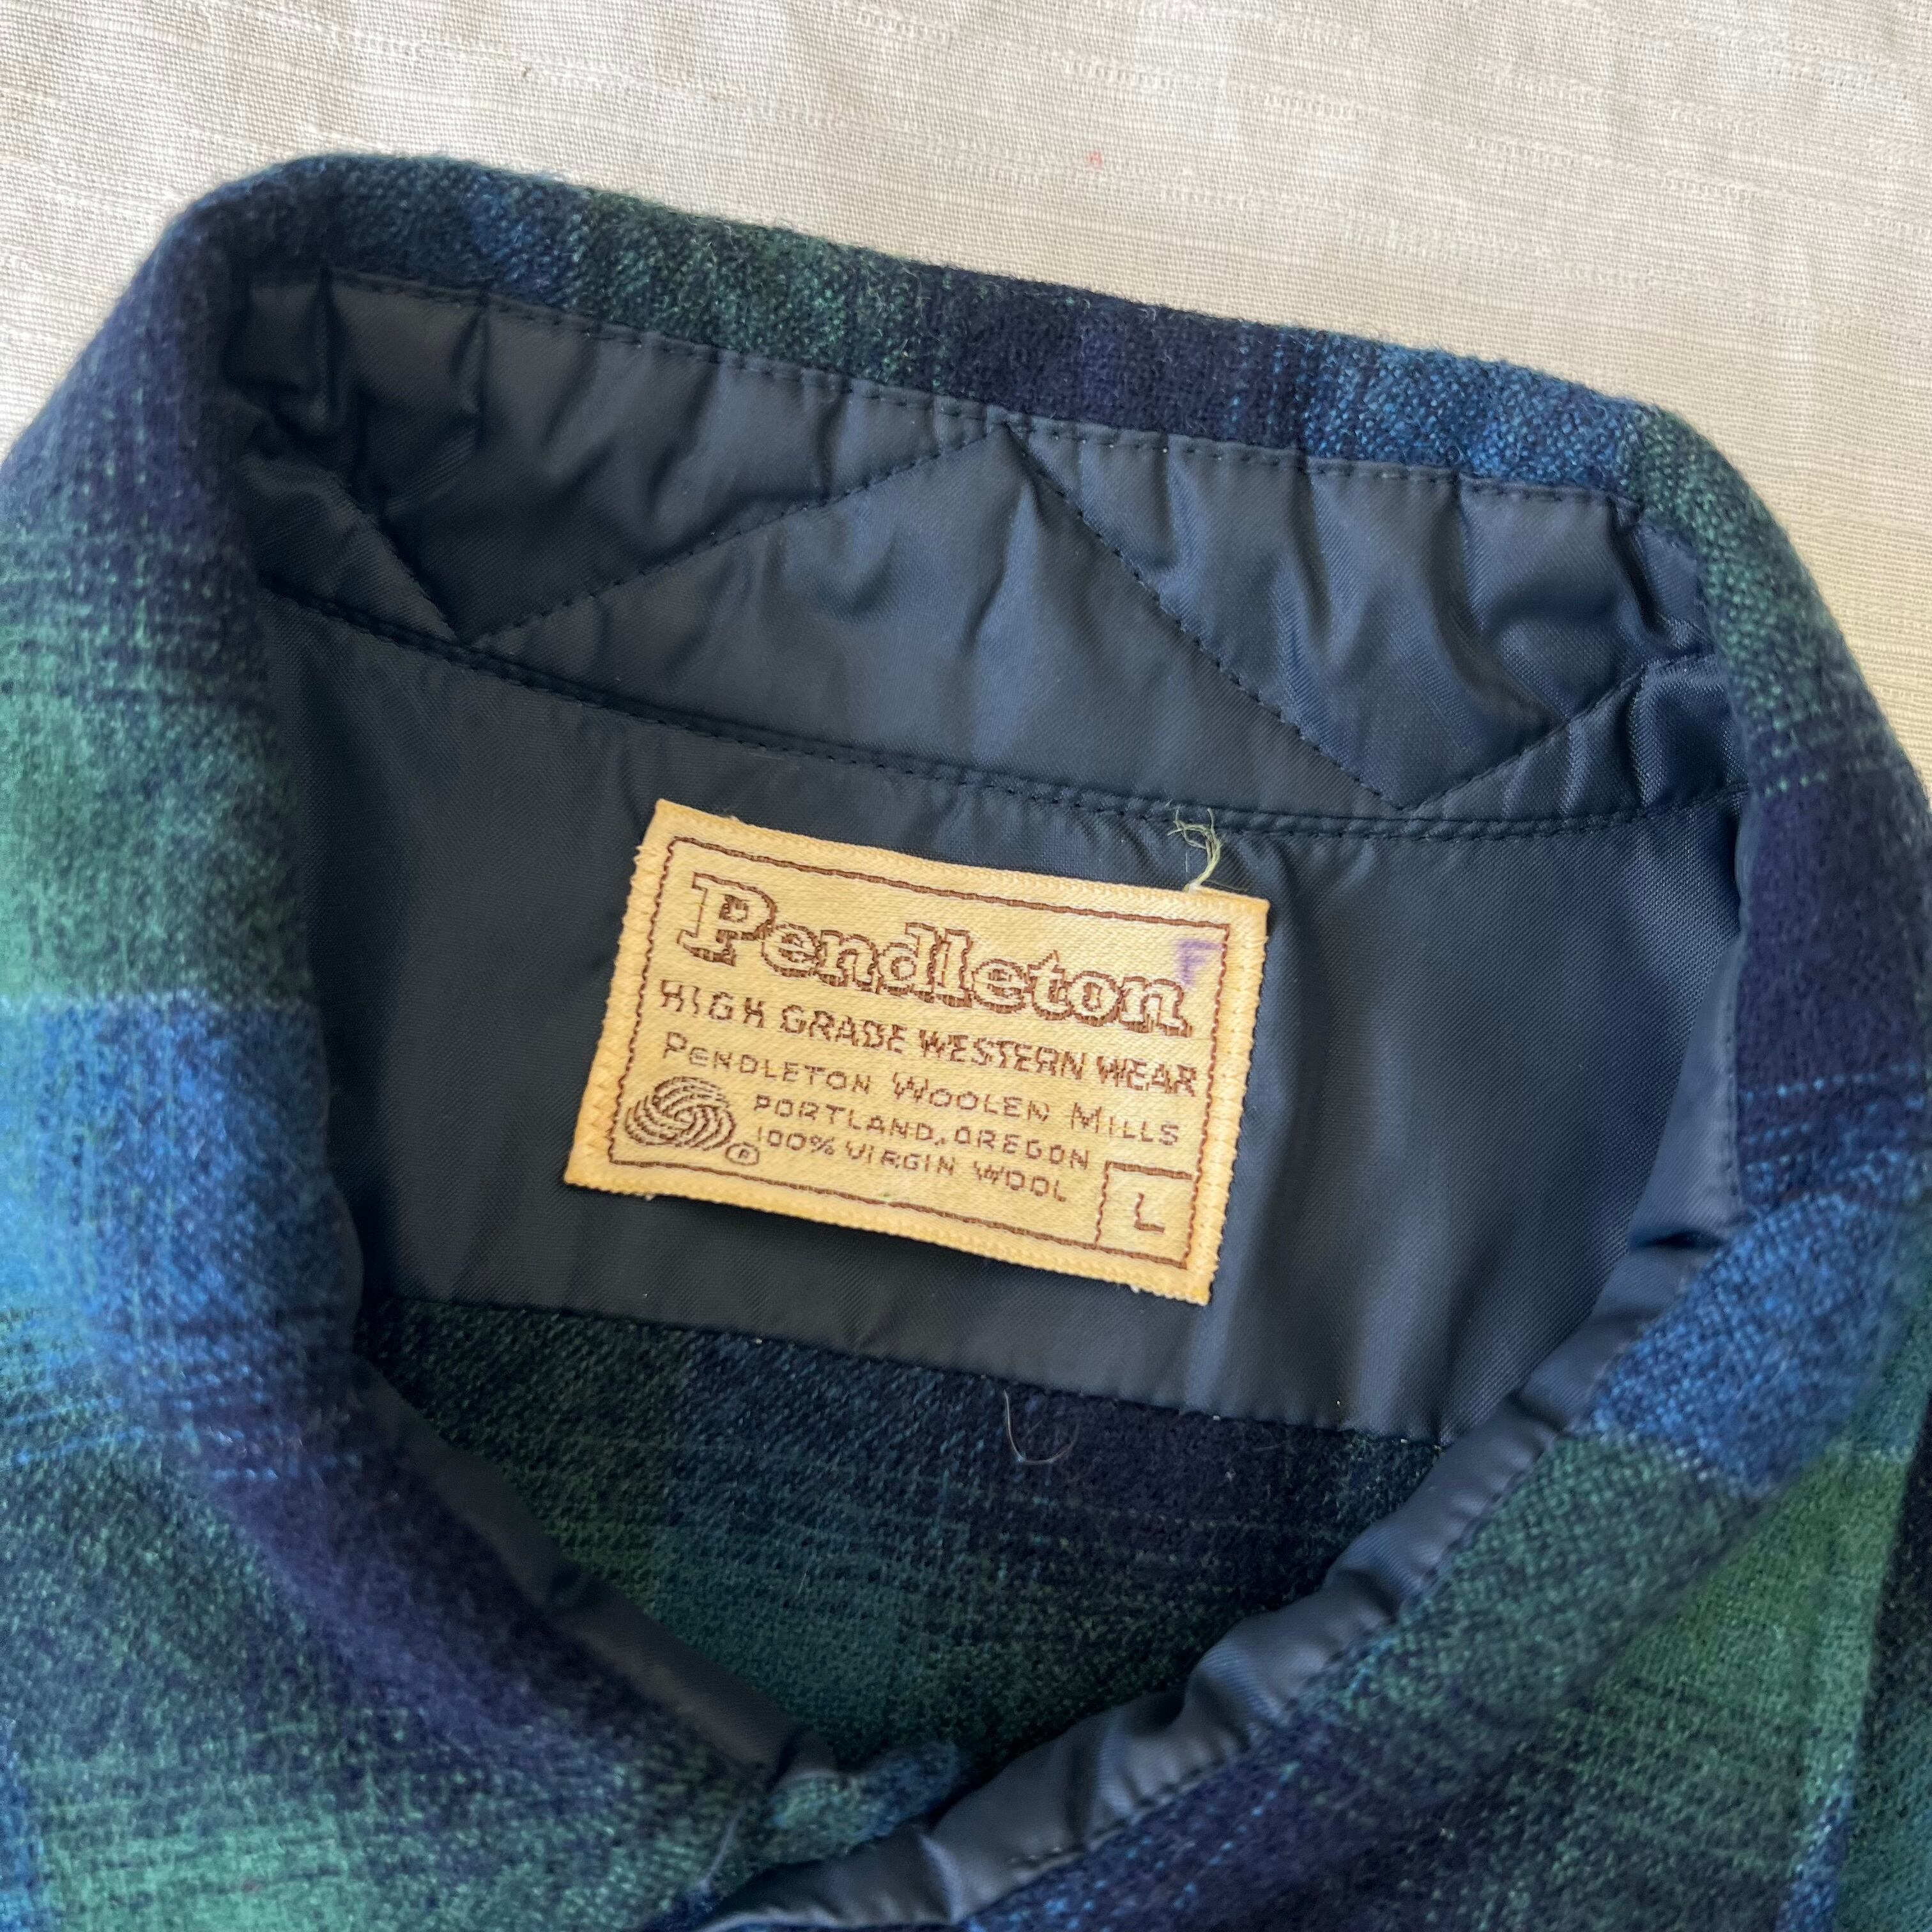 Pendleton
F
HIGH GRADE WESTERN WEAR
PENDLETON WOOLEN MILLS
PORTLAND, OREGON
100% VIRGIN WOOL
®
L